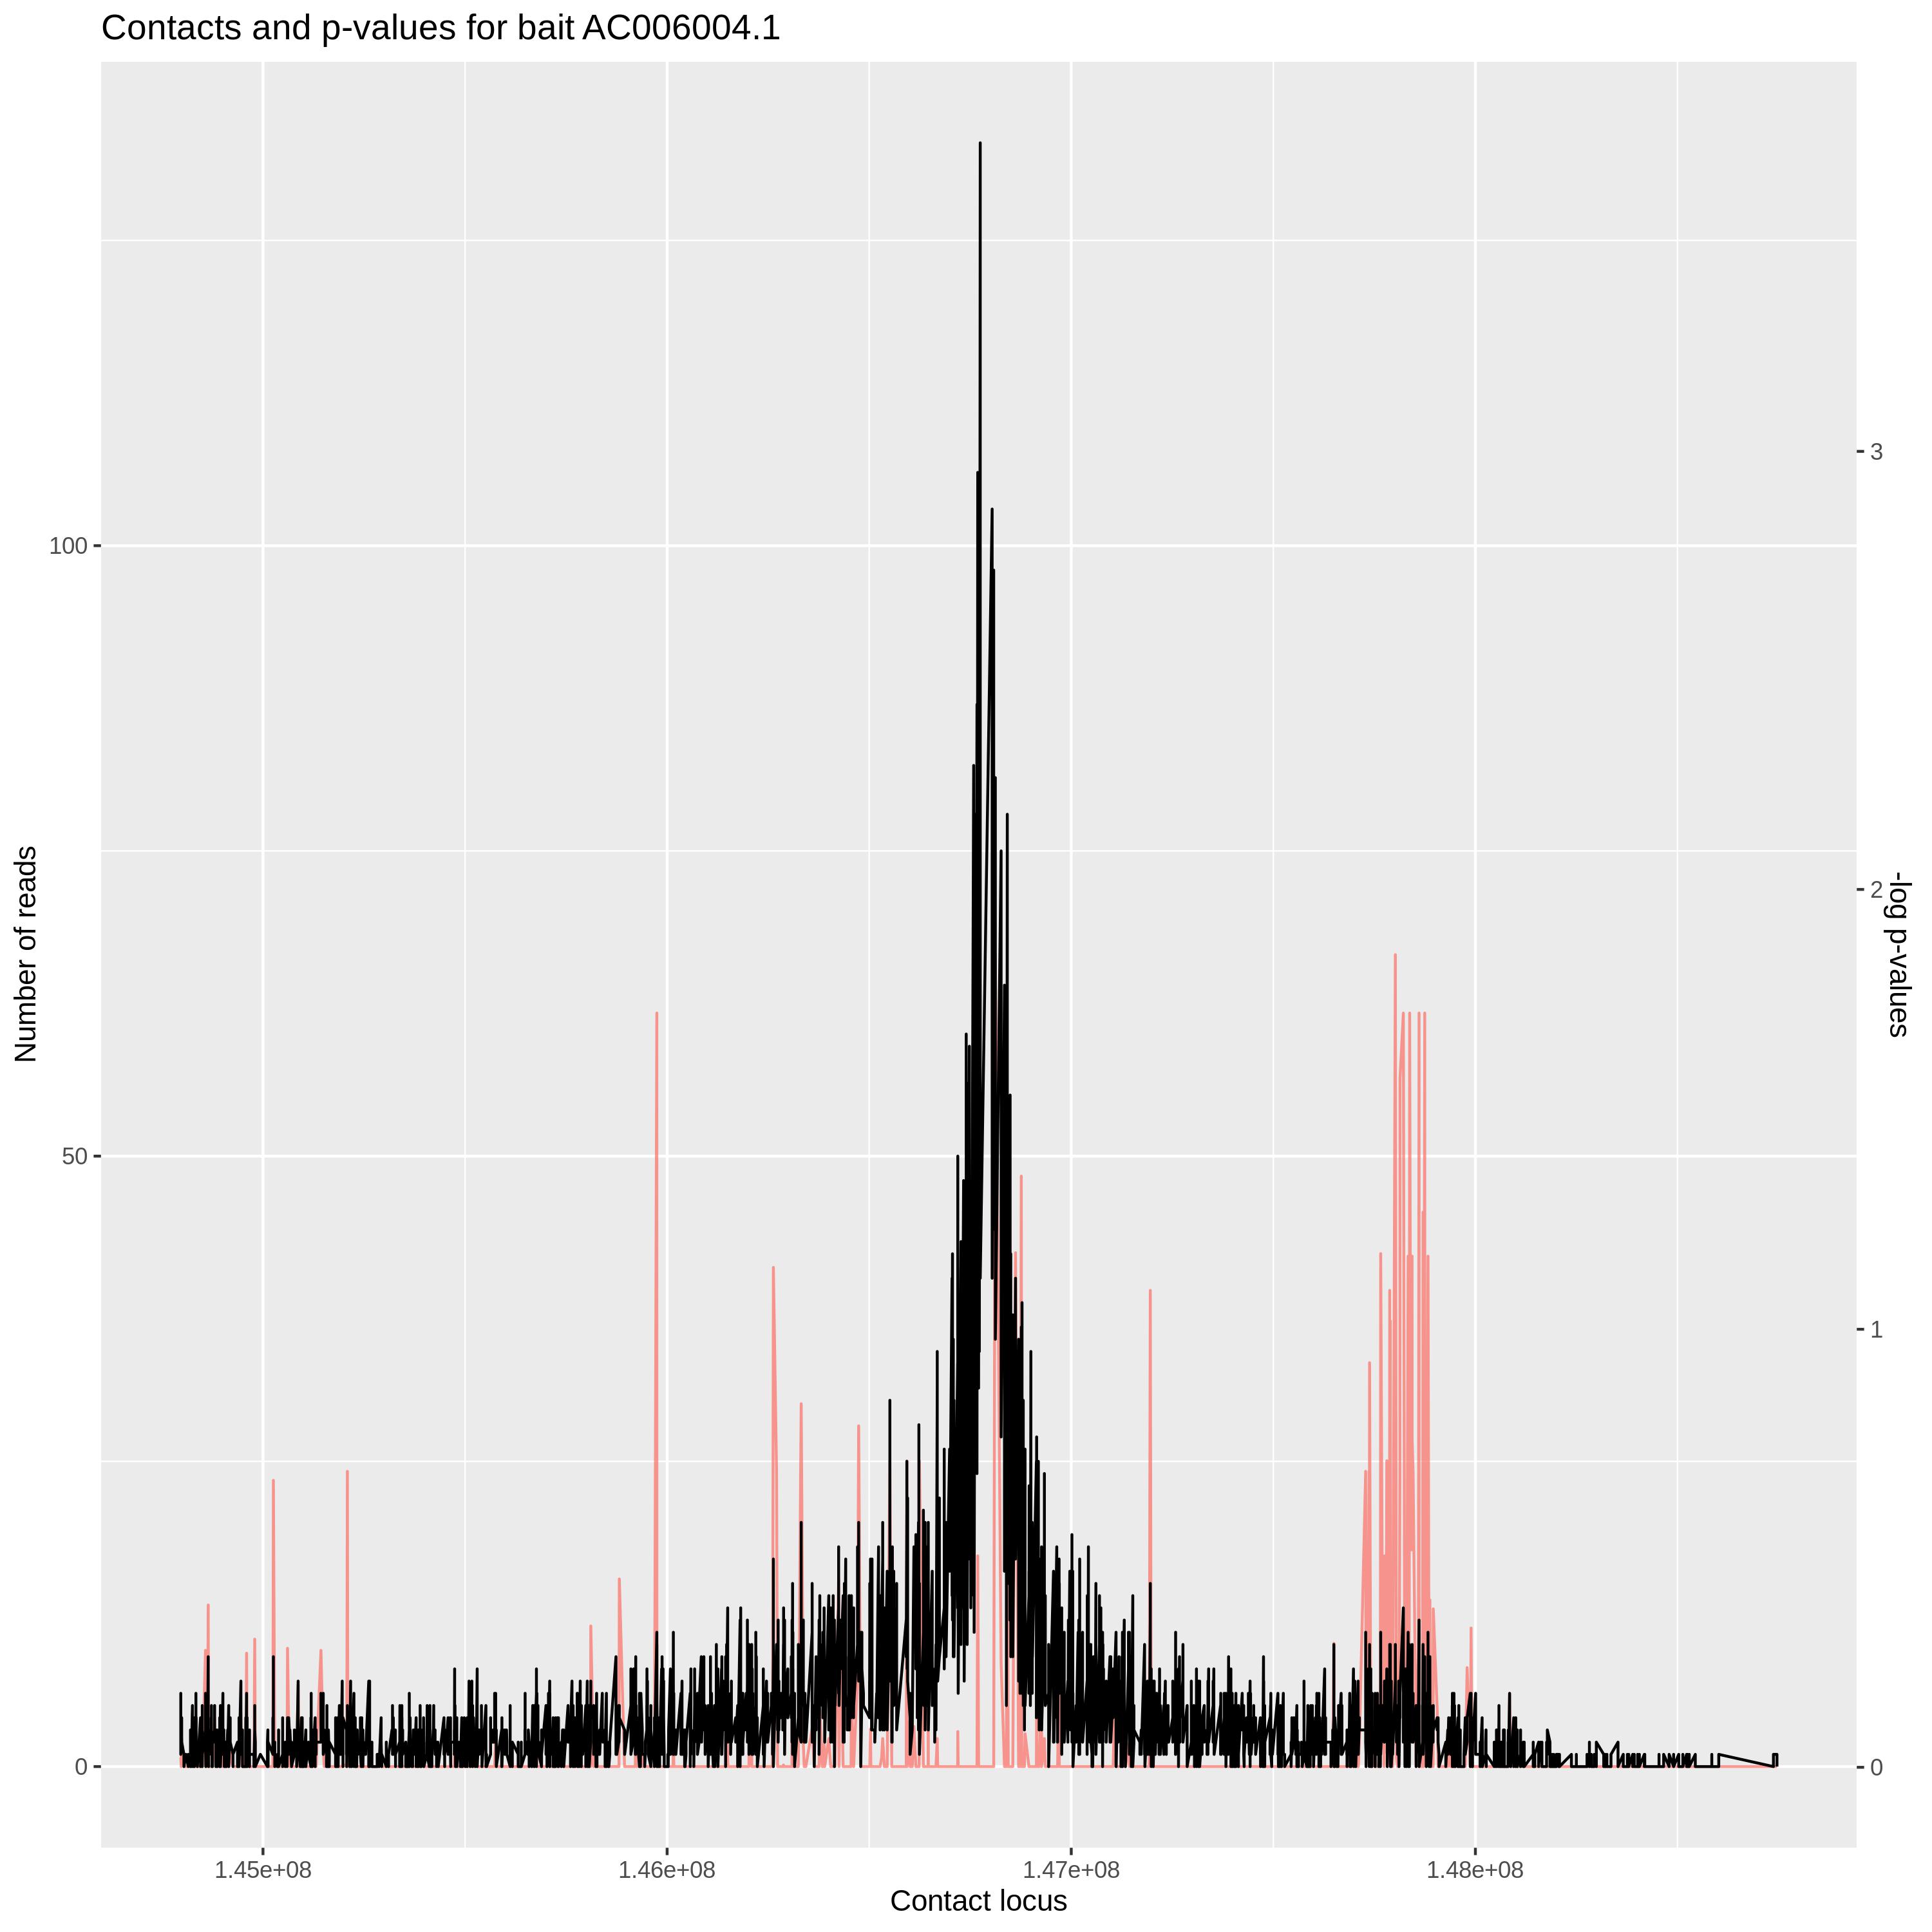 Contacts and p-values for bait AC006004.1
Number of reads
100
50
0
3
2
1
0
-log p-values
1.45e+08
1.46e+08
1.47e+08
1.48e+08
Contact locus